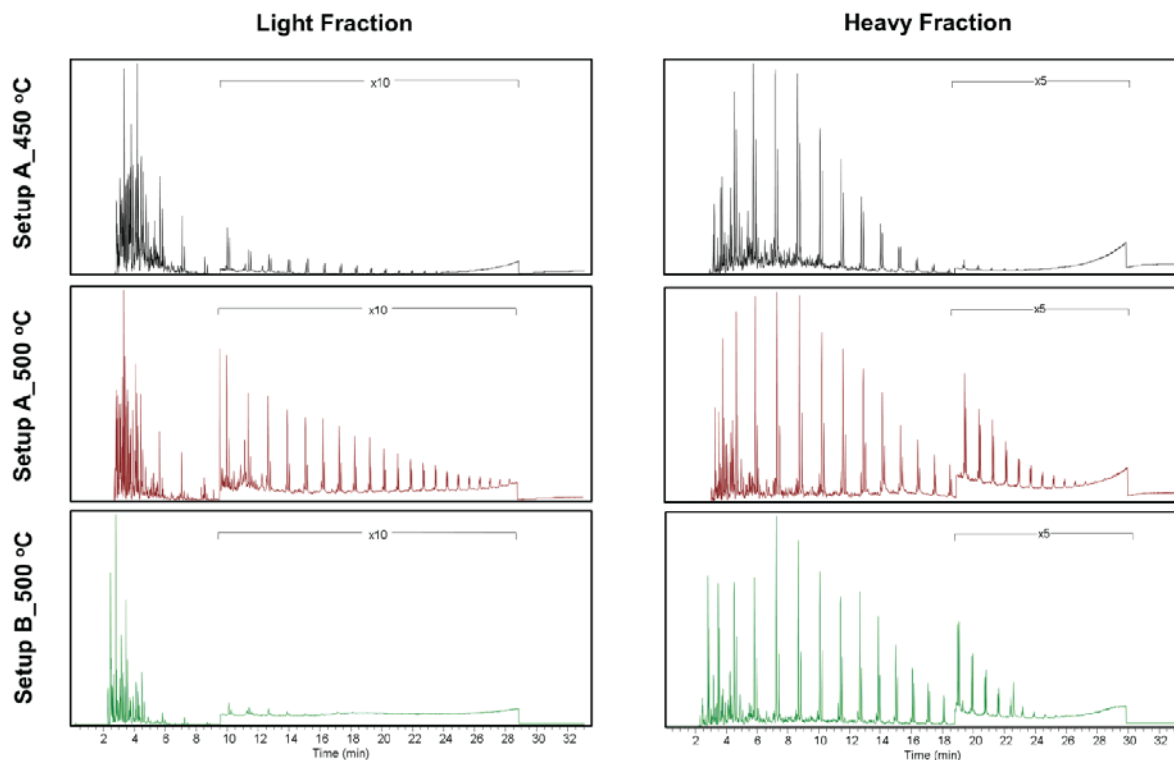 Light Fraction
Heavy Fraction
Setup A_450 ºC
x10
x5
Setup A_500 ºC
x10
x5
Setup B_500 ºC
x10
x5
2 4 6 8 10 12 14 16 18 20 22 24 26 28 30 32
Time (min)
2 4 6 8 10 12 14 16 18 20 22 24 26 28 30 32
Time (min)